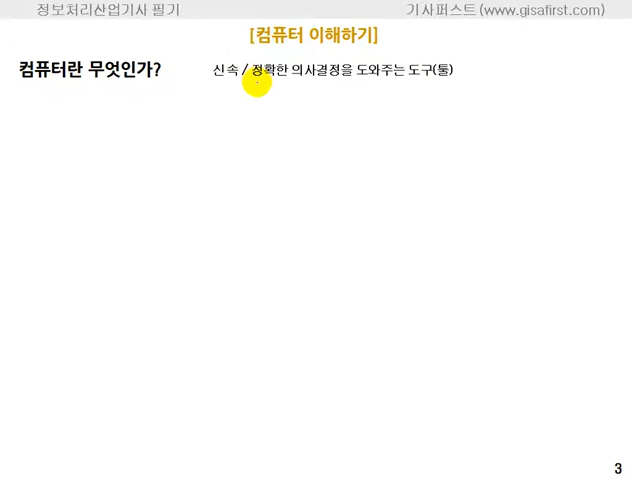 정보처리산업기사 필기 기사퍼스트 (www.gisafirst.com)
[컴퓨터 이해하기]
컴퓨터란 무엇인가? 신속 / 정확한 의사결정을 도와주는 도구(툴)
3